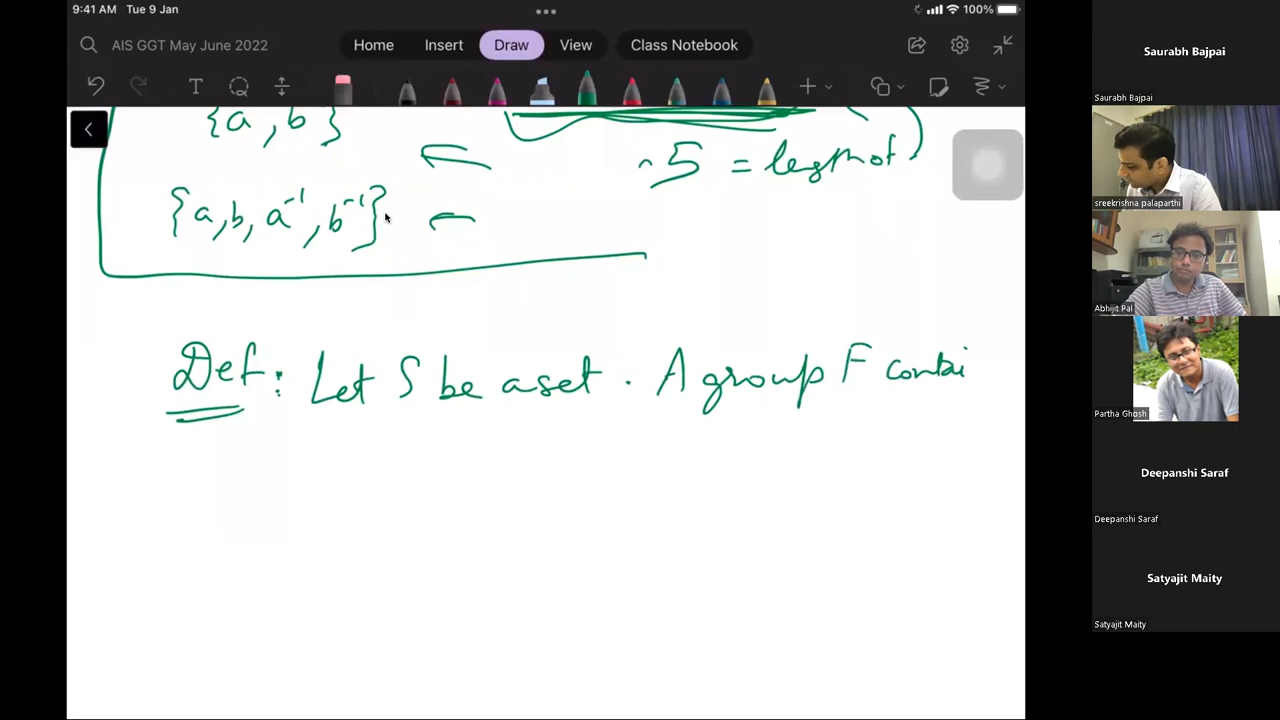 9:41 AM Tue 9 Jan
100%
AIS GGT May June 2022
Home Insert Draw View Class Notebook
T
{a, b}
~5 = length of
{a, b, a⁻¹, b⁻¹}
Def: Let S be a set. A group F contai
Saurabh Bajpai
Saurabh Bajpai
sreekrishna palaparthi
Abhijit Pal
Partha Ghosh
Deepanshi Saraf
Deepanshi Saraf
Satyajit Maity
Satyajit Maity